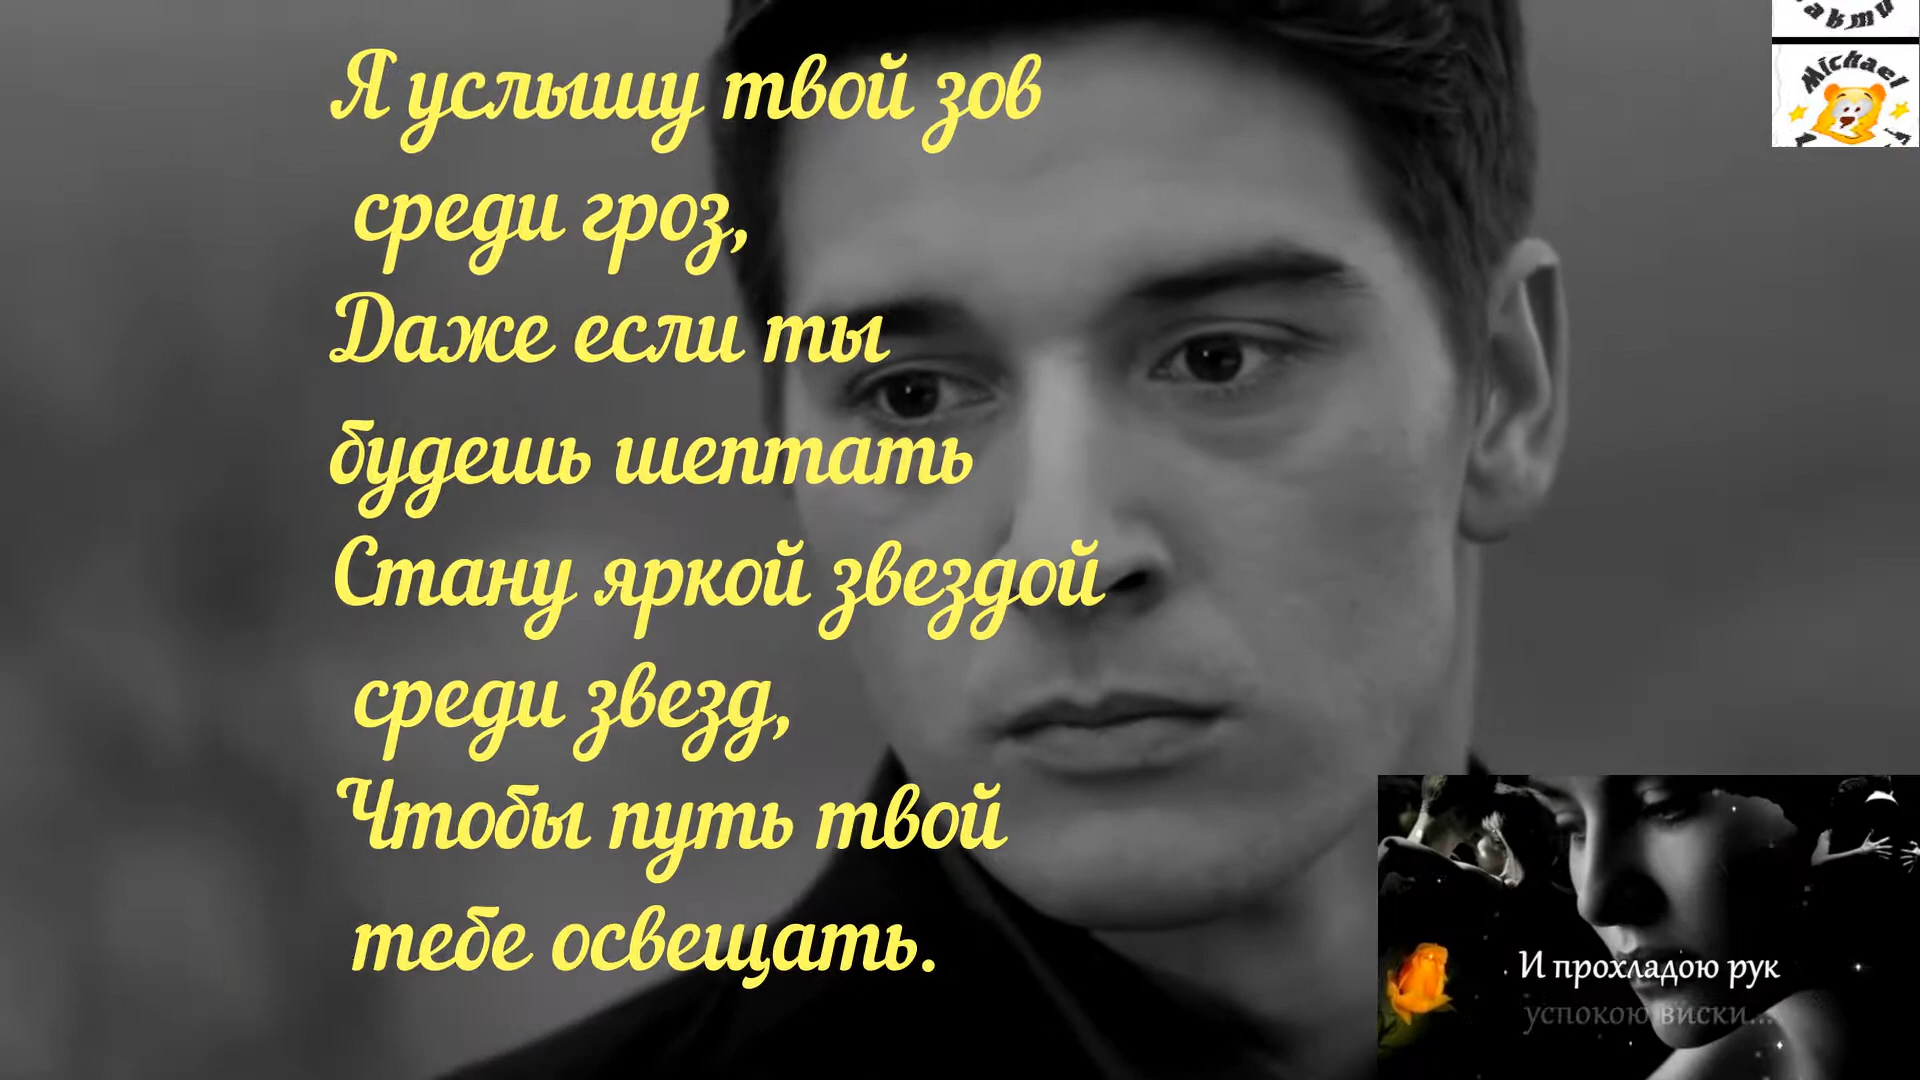 Я услышу твой зов
среди гроз,
Даже если ты
будешь шептать
Стану яркой звездой
среди звезд,
Чтобы путь твой
тебе освещать.
Michael
И прохладою рук
успокою виски...